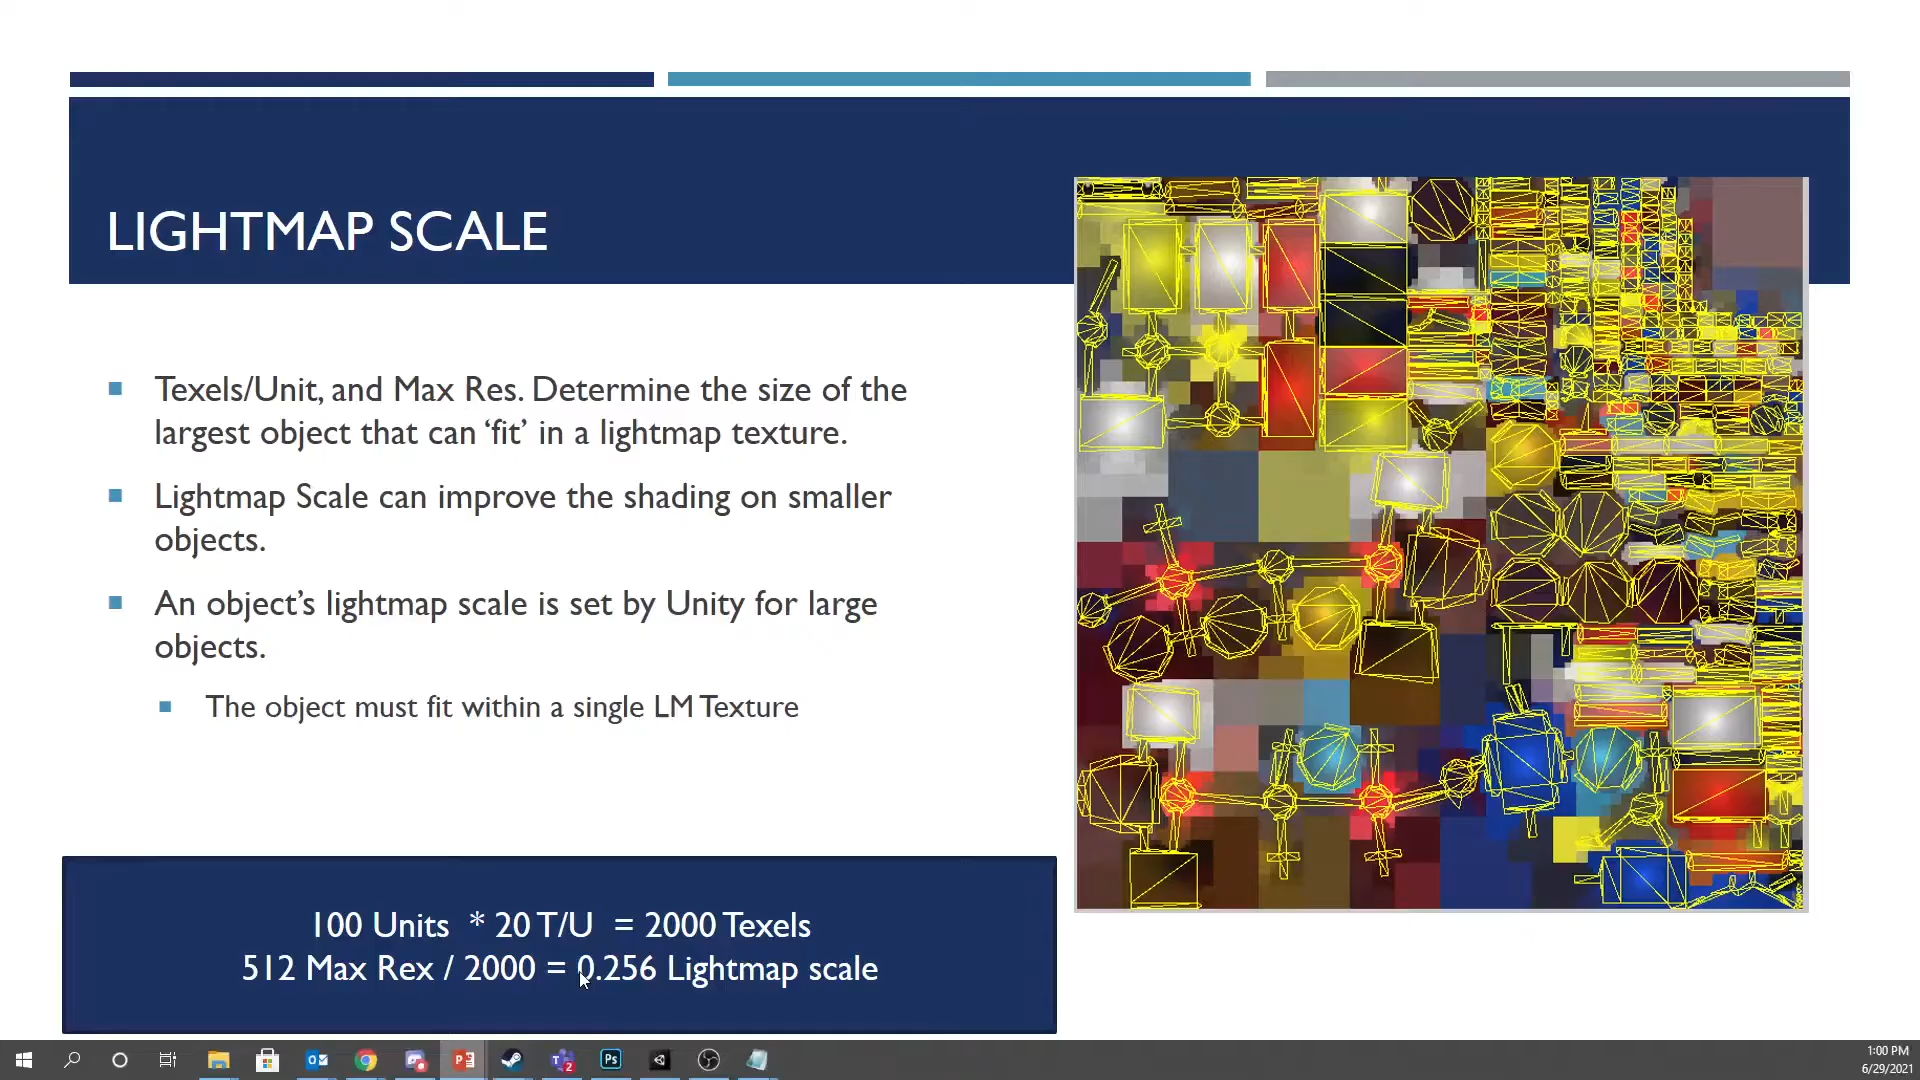 LIGHTMAP SCALE
Texels/Unit, and Max Res. Determine the size of the
largest object that can ‘fit’ in a lightmap texture.
Lightmap Scale can improve the shading on smaller
objects.
An object’s lightmap scale is set by Unity for large
objects.
The object must fit within a single LM Texture
100 Units * 20 T/U = 2000 Texels
512 Max Rex / 2000 = 0.256 Lightmap scale
1:00 PM
6/29/2021